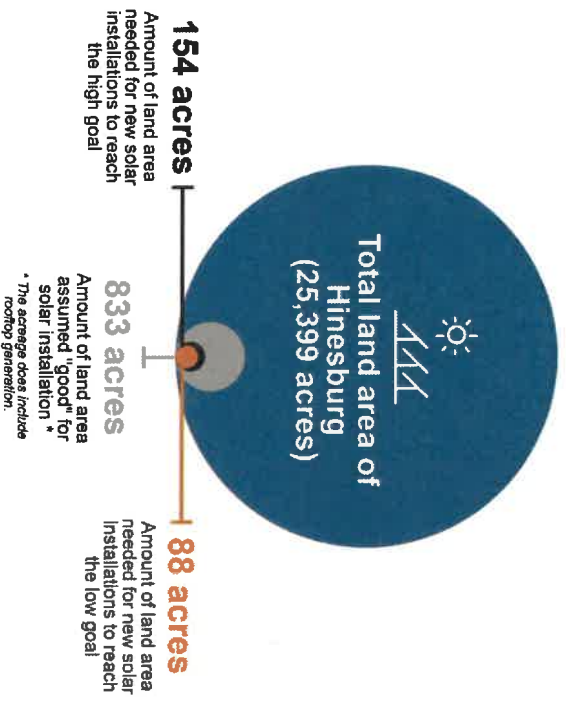 Total land area of
Hinesburg
(25,399 acres)
154 acres
Amount of land area
needed for new solar
installations to reach
the high goal
833 acres
Amount of land area
assumed "good" for
solar installation *
* The acreage does include
rooftop generation.
88 acres
Amount of land area
needed for new solar
installations to reach
the low goal